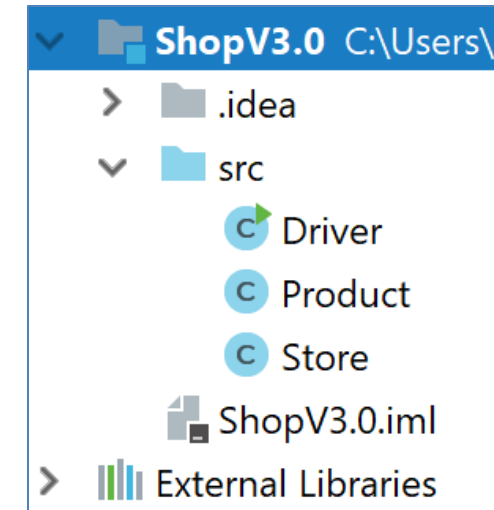 ShopV3.0 C:\Users\
.idea
src
C Driver
C Product
C Store
ShopV3.0.iml
External Libraries